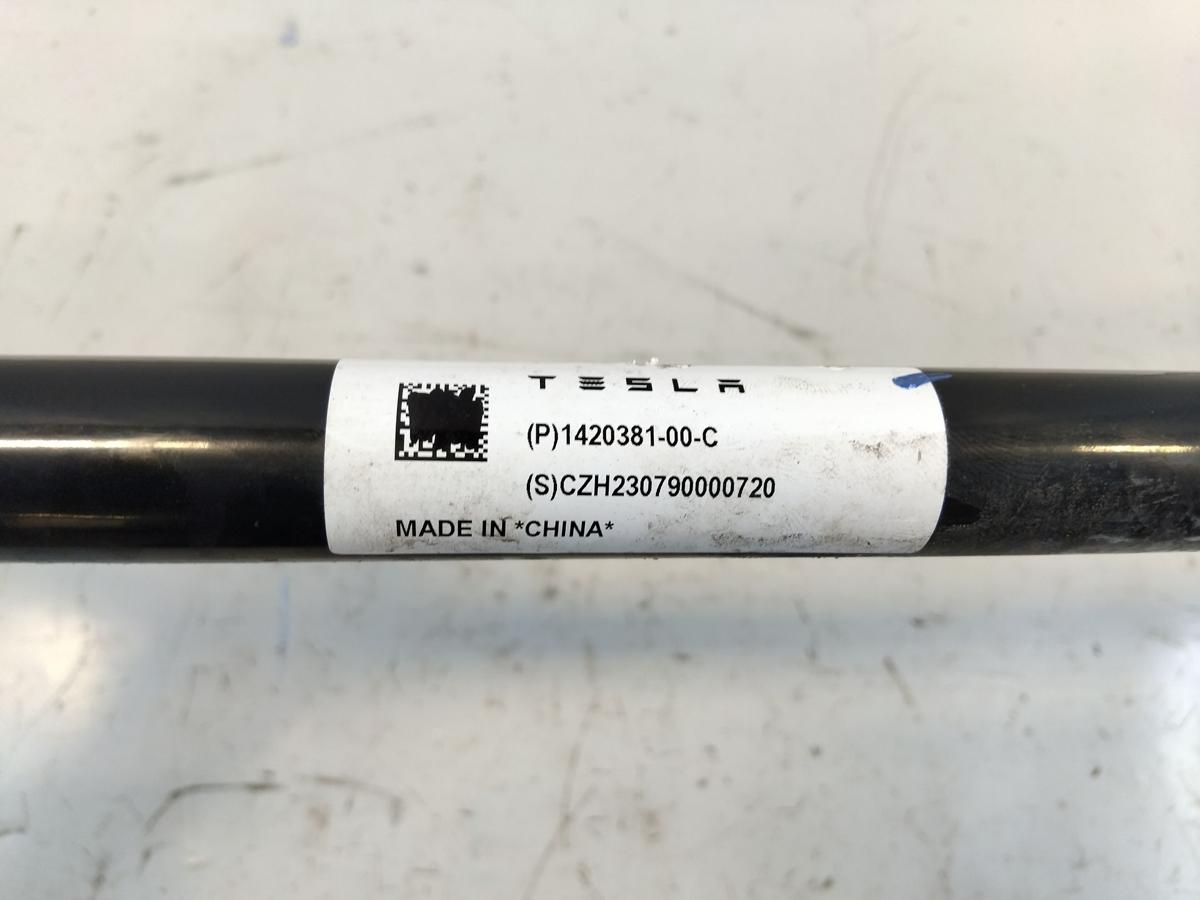 TESLA
(P)1420381-00-C
(S)CZH230790000720
MADE IN *CHINA*